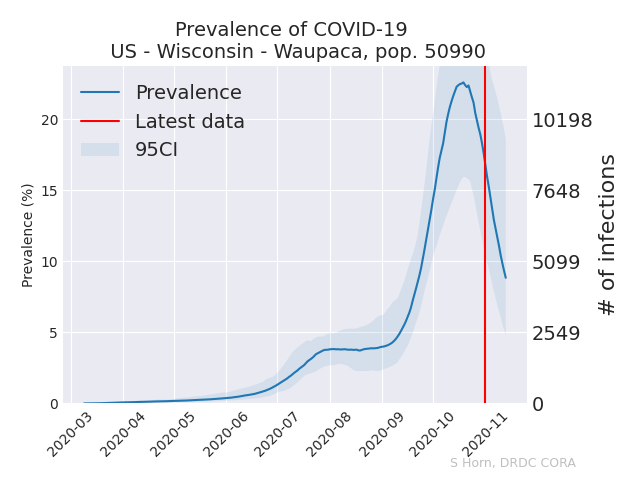 Prevalence of COVID-19
US - Wisconsin - Waupaca, pop. 50990
Prevalence
Latest data
95CI
Prevalence (%)
20
15
10
5
0
10198
7648
5099
2549
0
# of infections
2020-03
2020-04
2020-05
2020-06
2020-07
2020-08
2020-09
2020-10
2020-11
S Horn, DRDC CORA